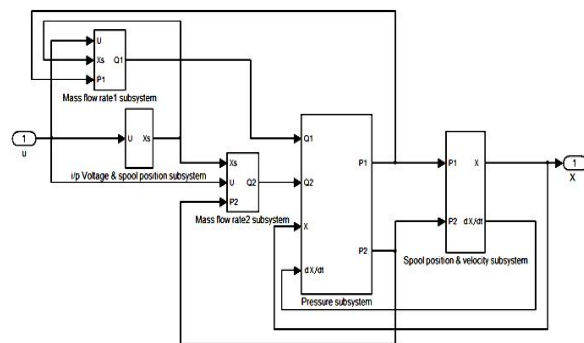 U
Xs
P1
Q1
Mass flow rate1 subsystem
1
u
U
Xs
i/p Voltage & spool position subsystem
Xs
U
P2
Q2
Mass flow rate2 subsystem
Q1
Q2
X
dX/dt
P1
P2
Pressure subsystem
P1
P2
X
dX/dt
Spool position & velocity subsystem
1
X